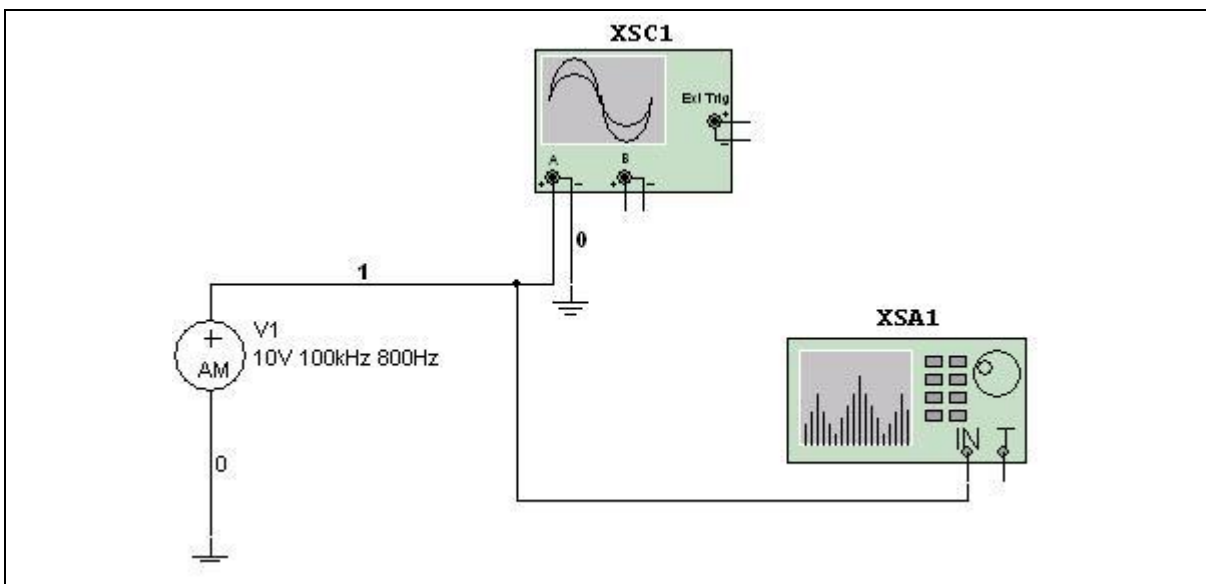 XSC1
Ext Trig
+
−
A
B
+
−
+
−
0
1
V1
10V 100kHz 800Hz
+
AM
0
XSA1
IN T